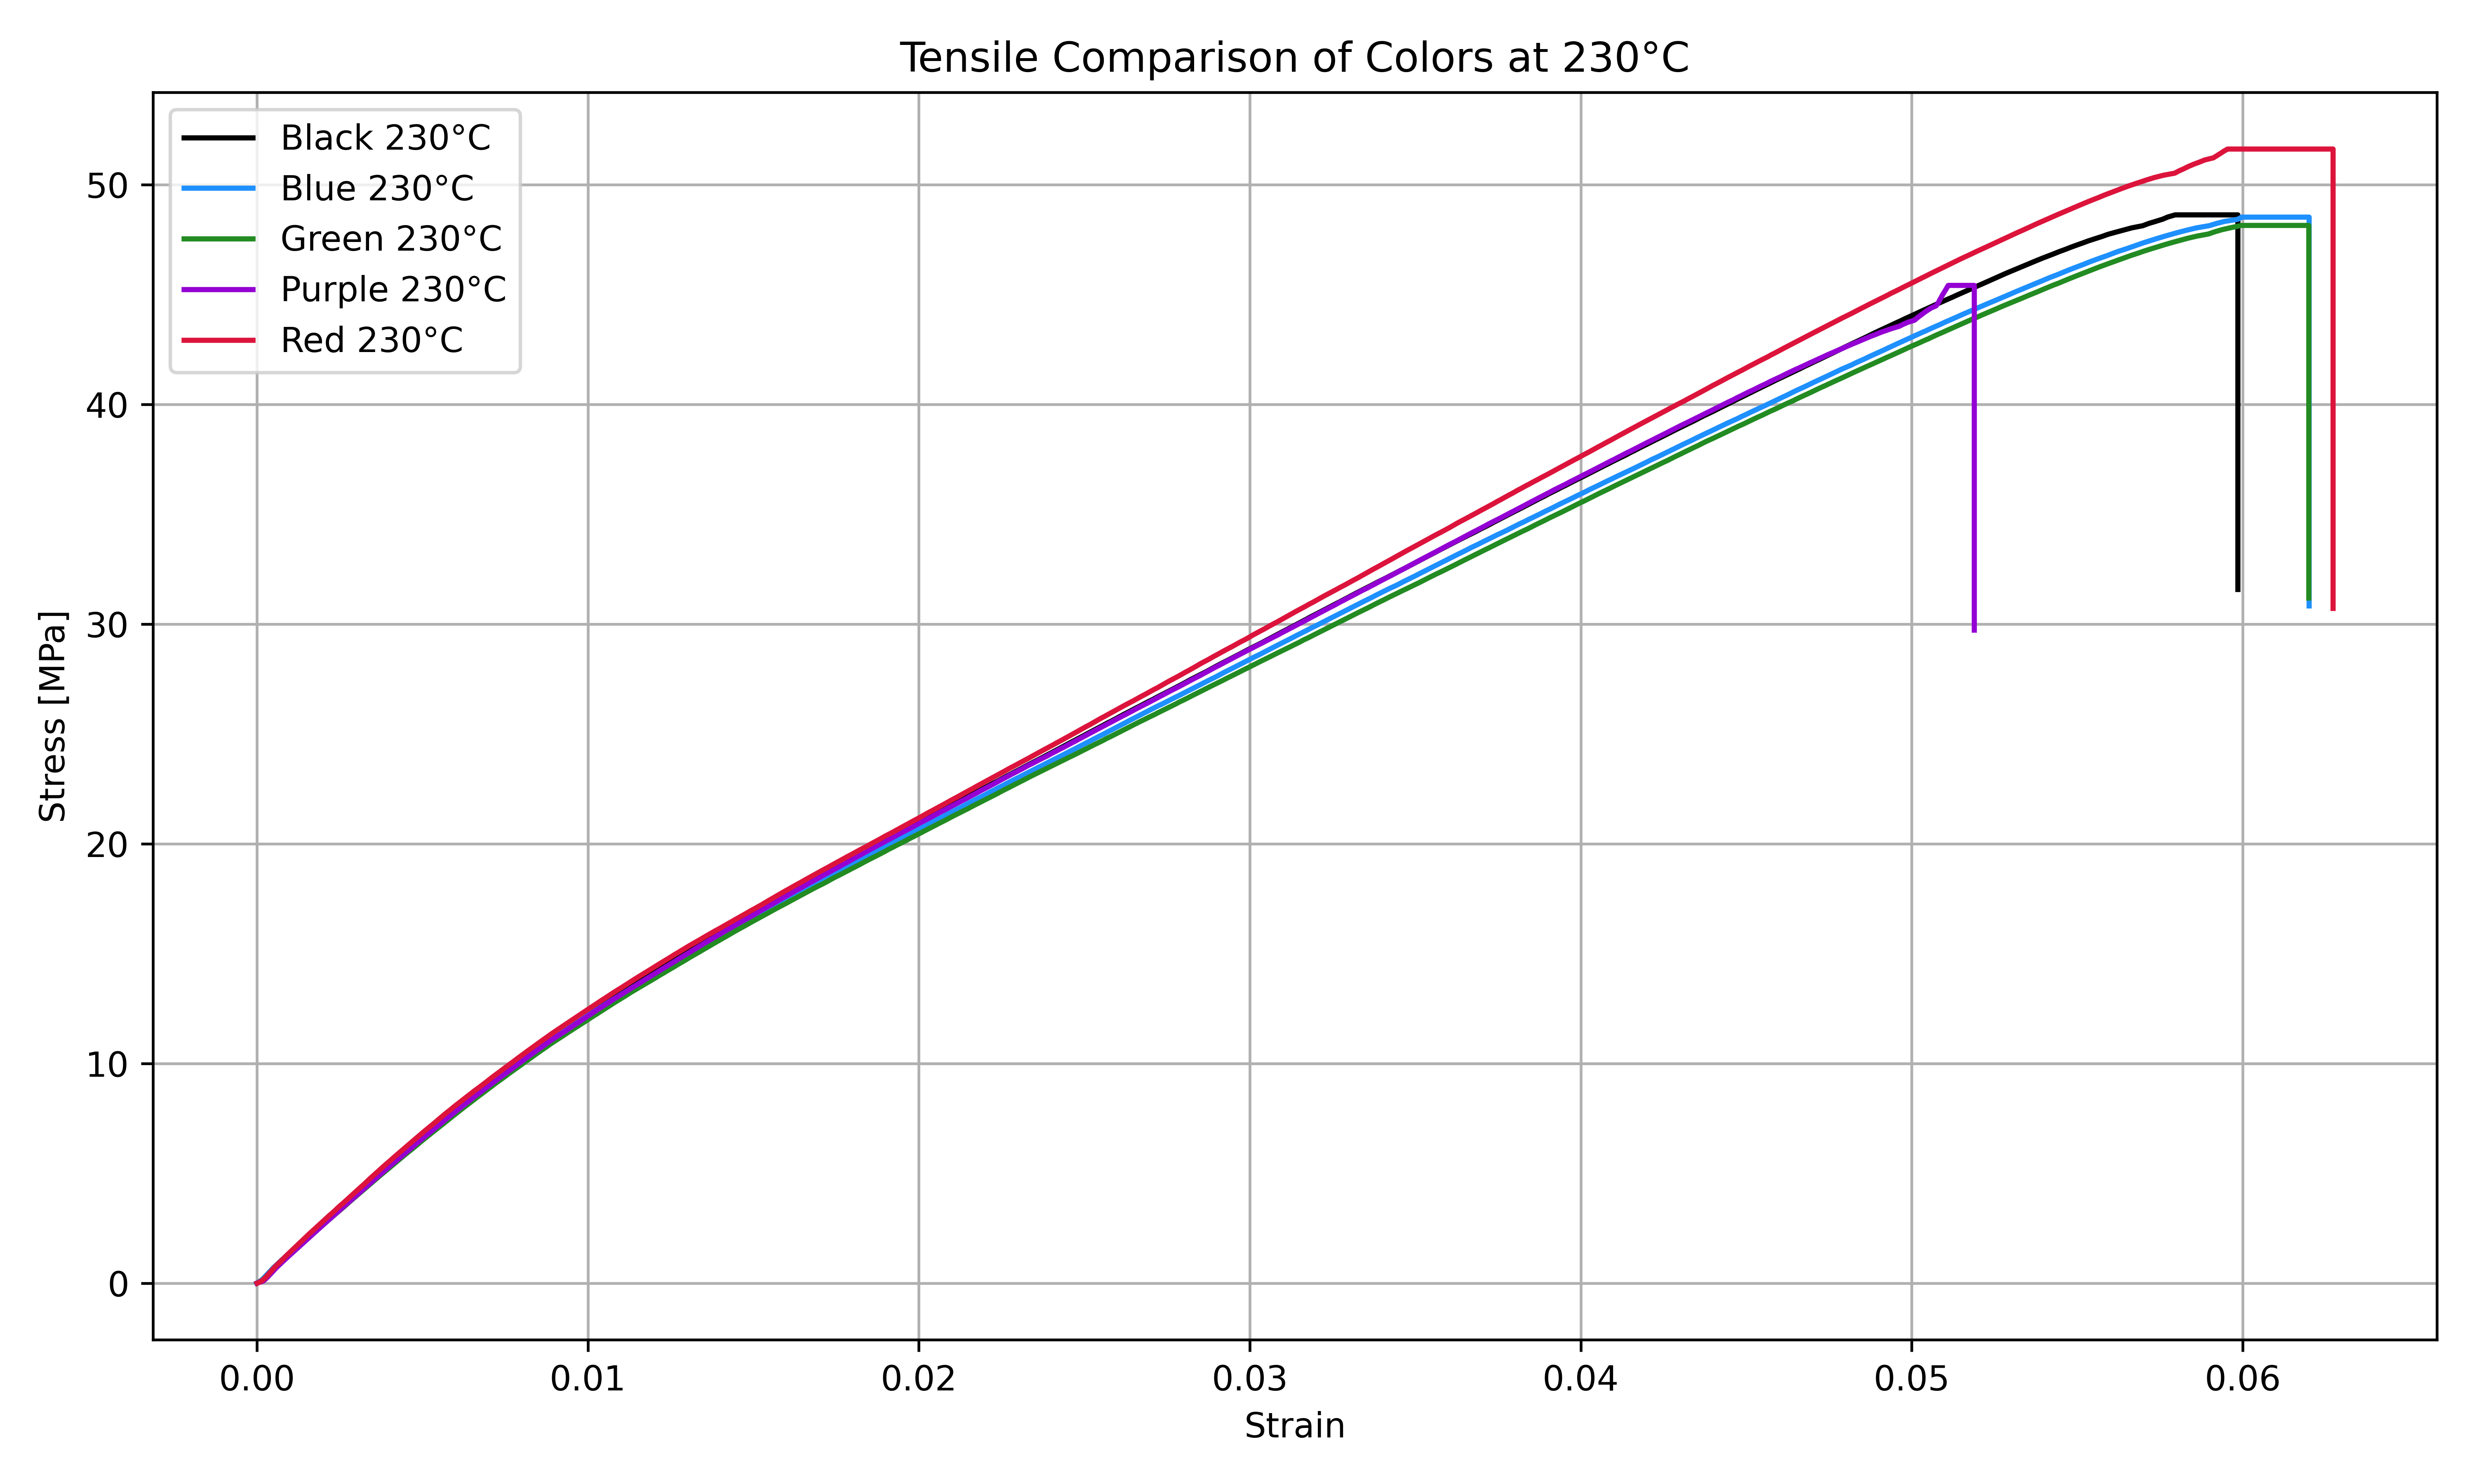 Tensile Comparison of Colors at 230°C
Black 230°C
Blue 230°C
Green 230°C
Purple 230°C
Red 230°C
50
40
30
20
10
0
Stress [MPa]
0.00 0.01 0.02 0.03 0.04 0.05 0.06
Strain